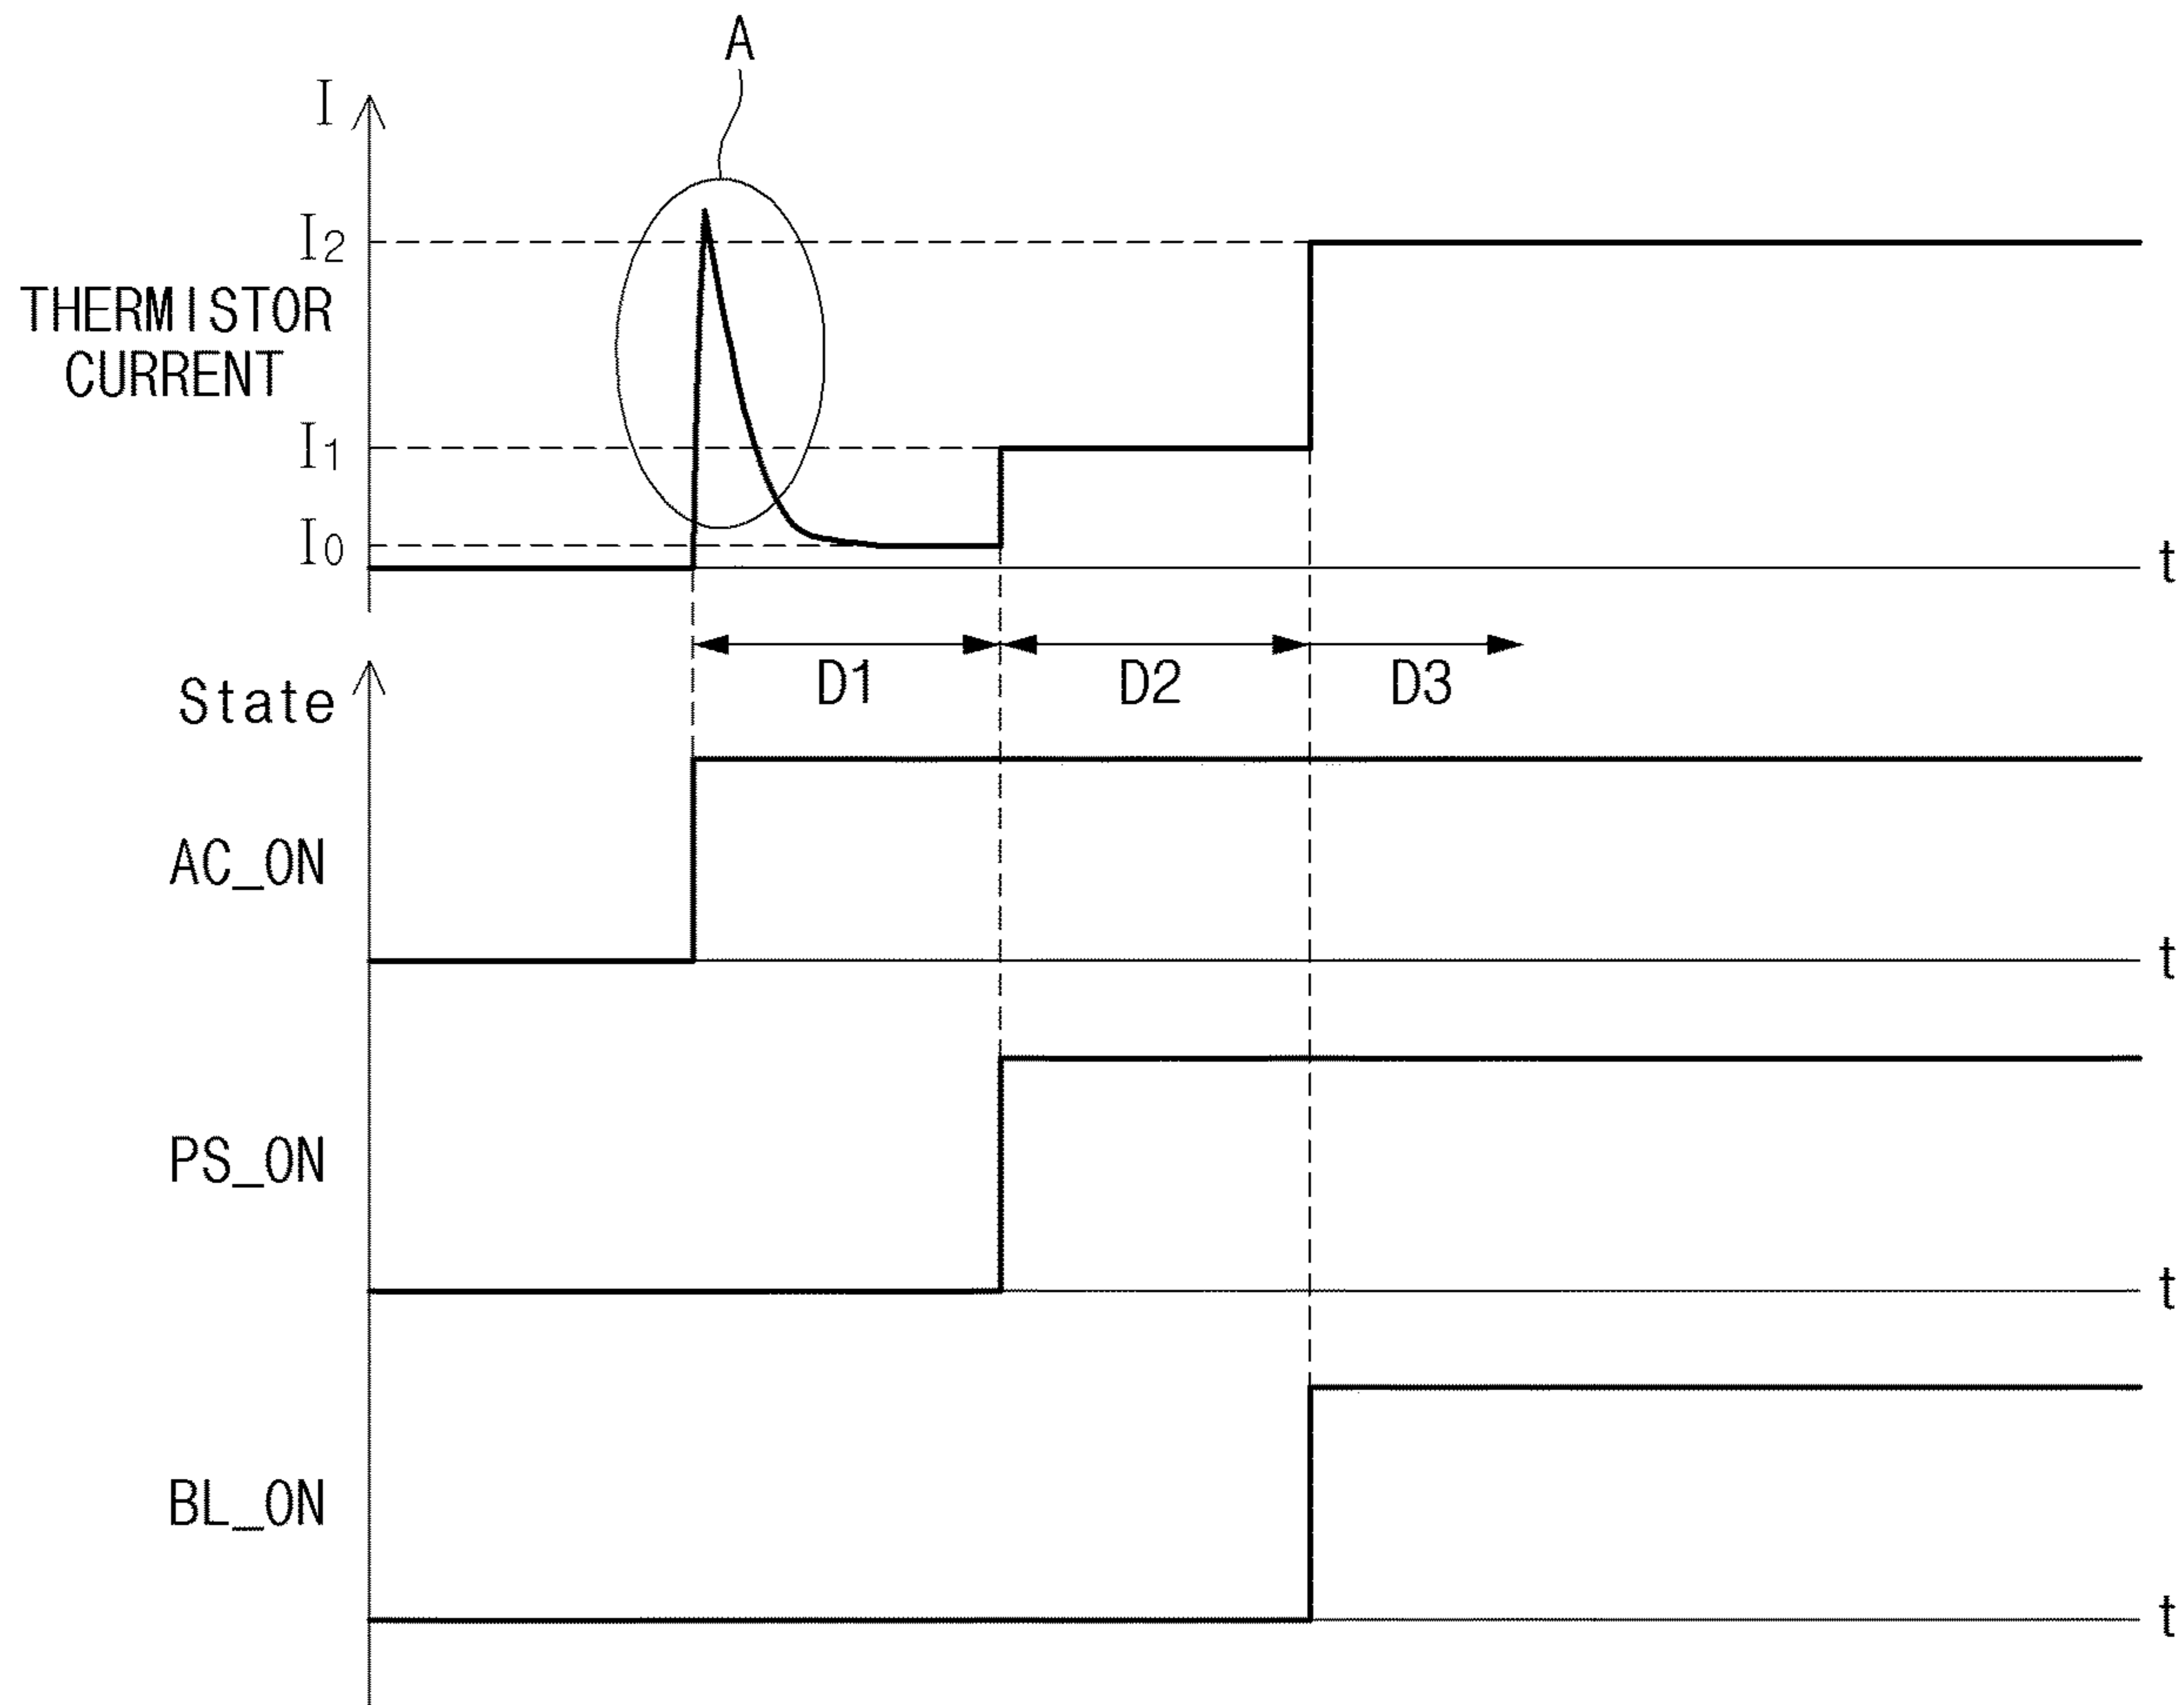 A
I
I2
THERMISTOR
CURRENT
I1
I0
t
D1 D2 D3
State
AC_ON
t
PS_ON
t
BL_ON
t